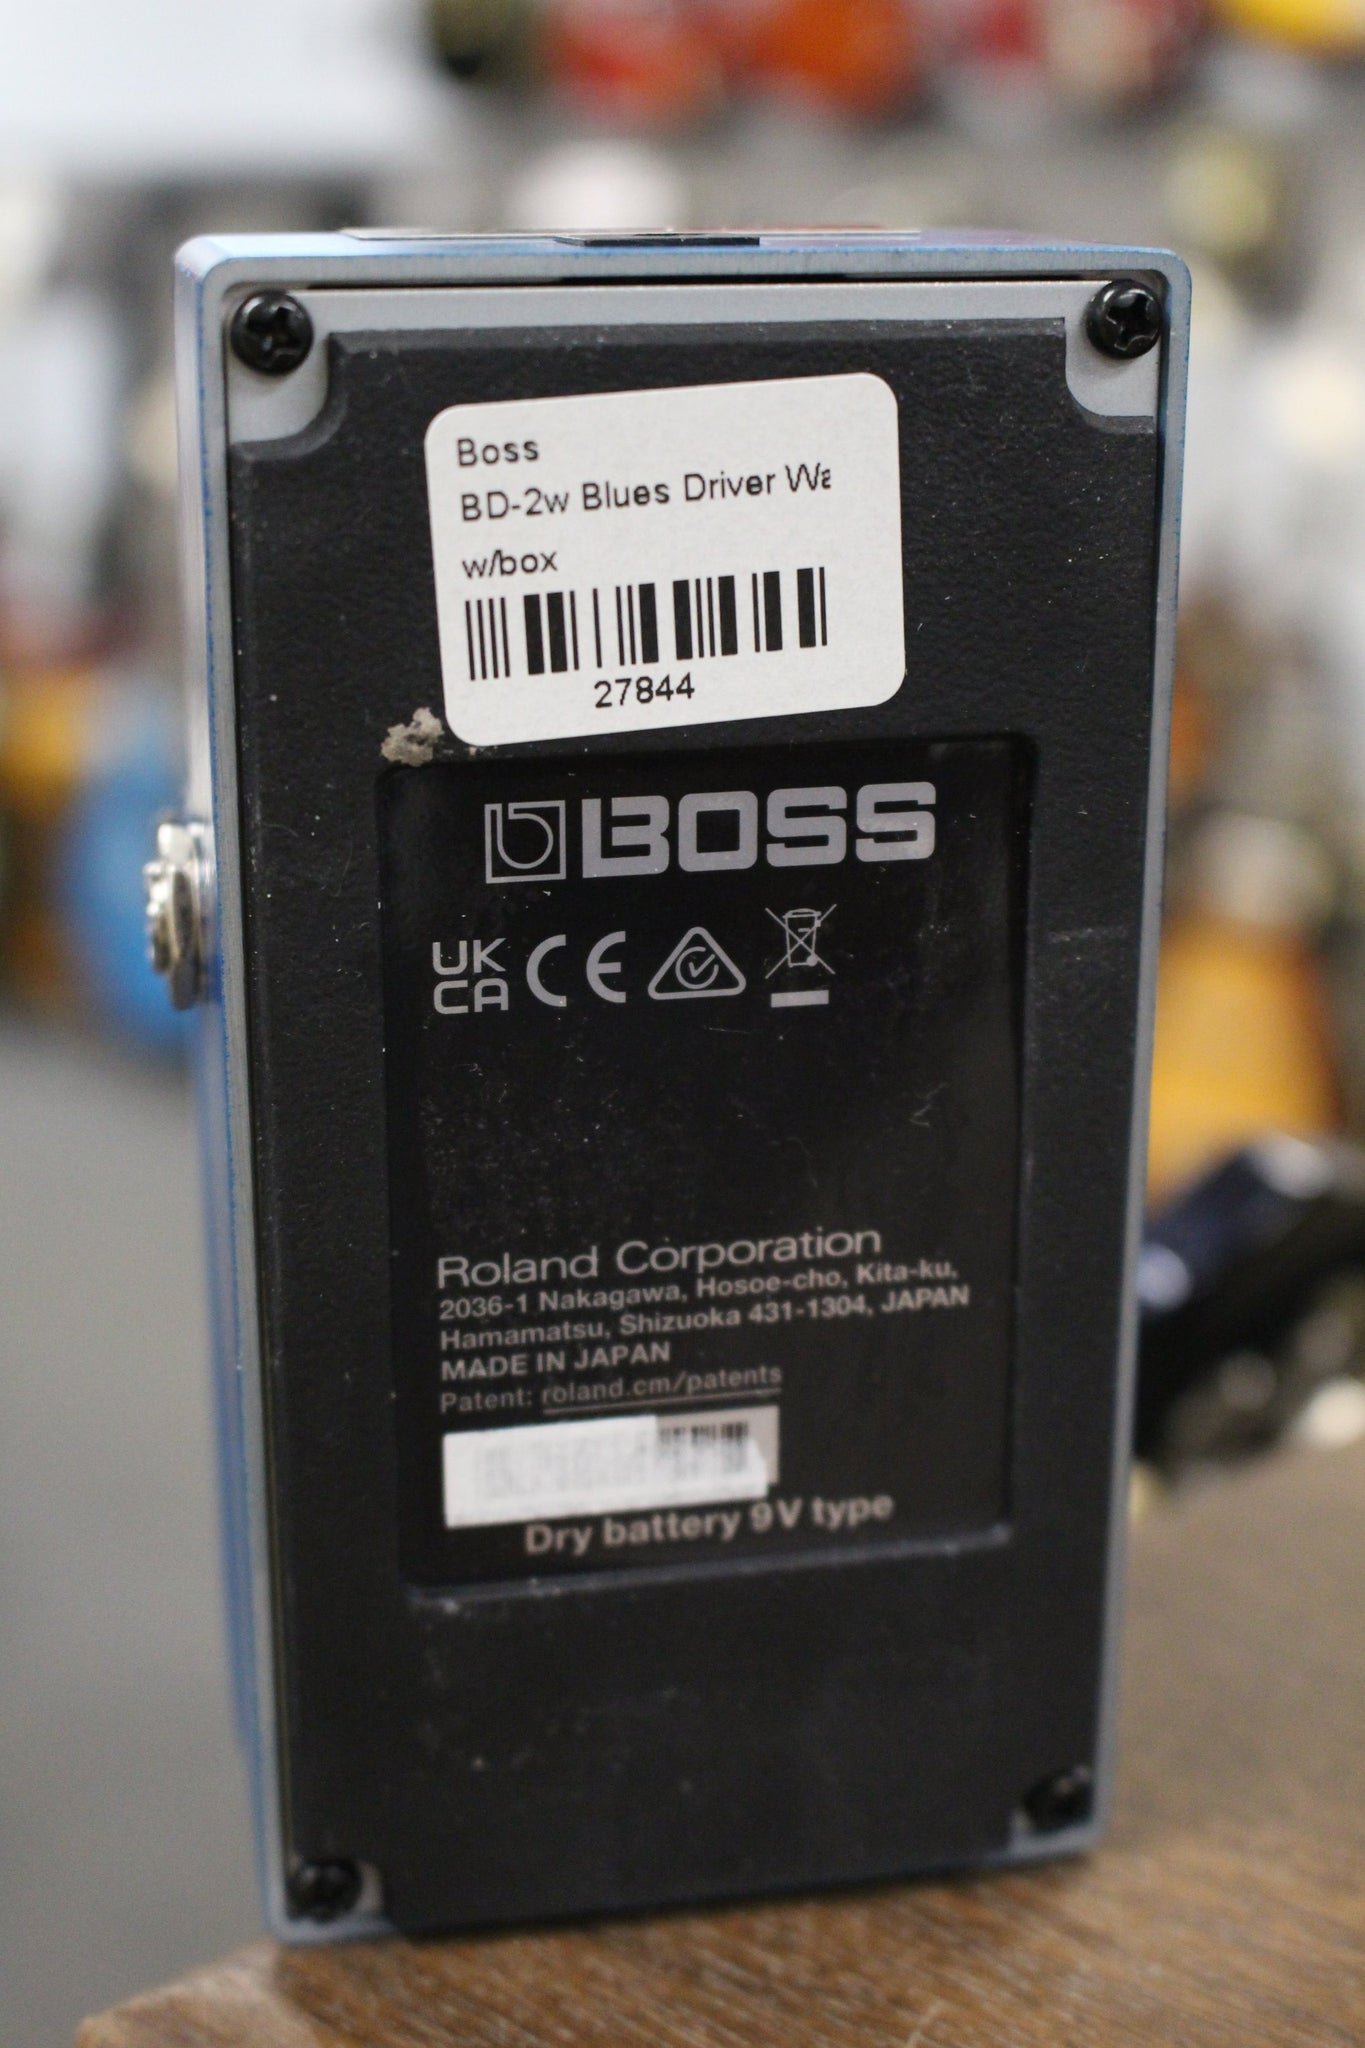 Boss
BD-2w Blues Driver Wa
w/box
27844
BOSS
UK
CA CE
Roland Corporation
2036-1 Nakagawa, Hosoe-cho, Kita-ku,
Hamamatsu, Shizuoka 431-1304, JAPAN
MADE IN JAPAN
Patent: roland.cm/patents
Dry battery 9V type